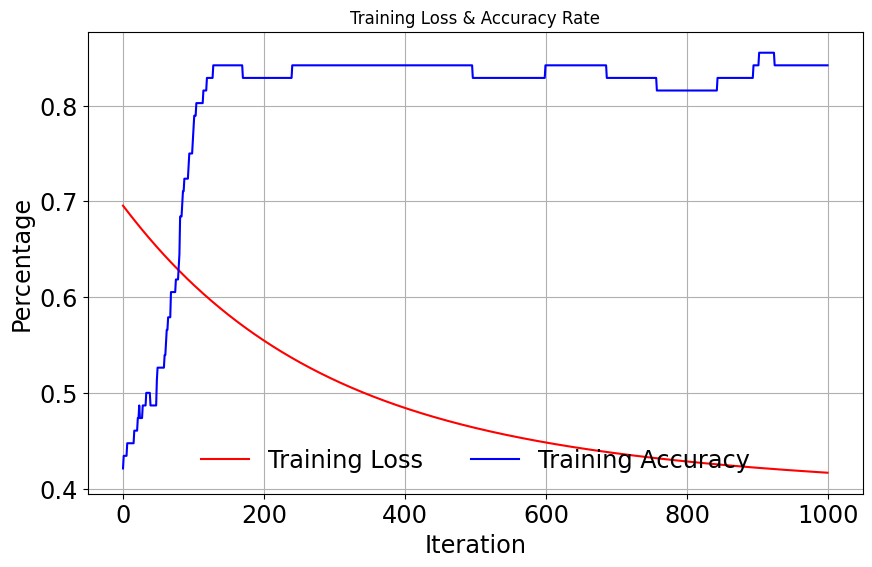 Training Loss & Accuracy Rate
Percentage
0.8
0.7
0.6
0.5
0.4
Training Loss
Training Accuracy
0
200
400
600
800
1000
Iteration